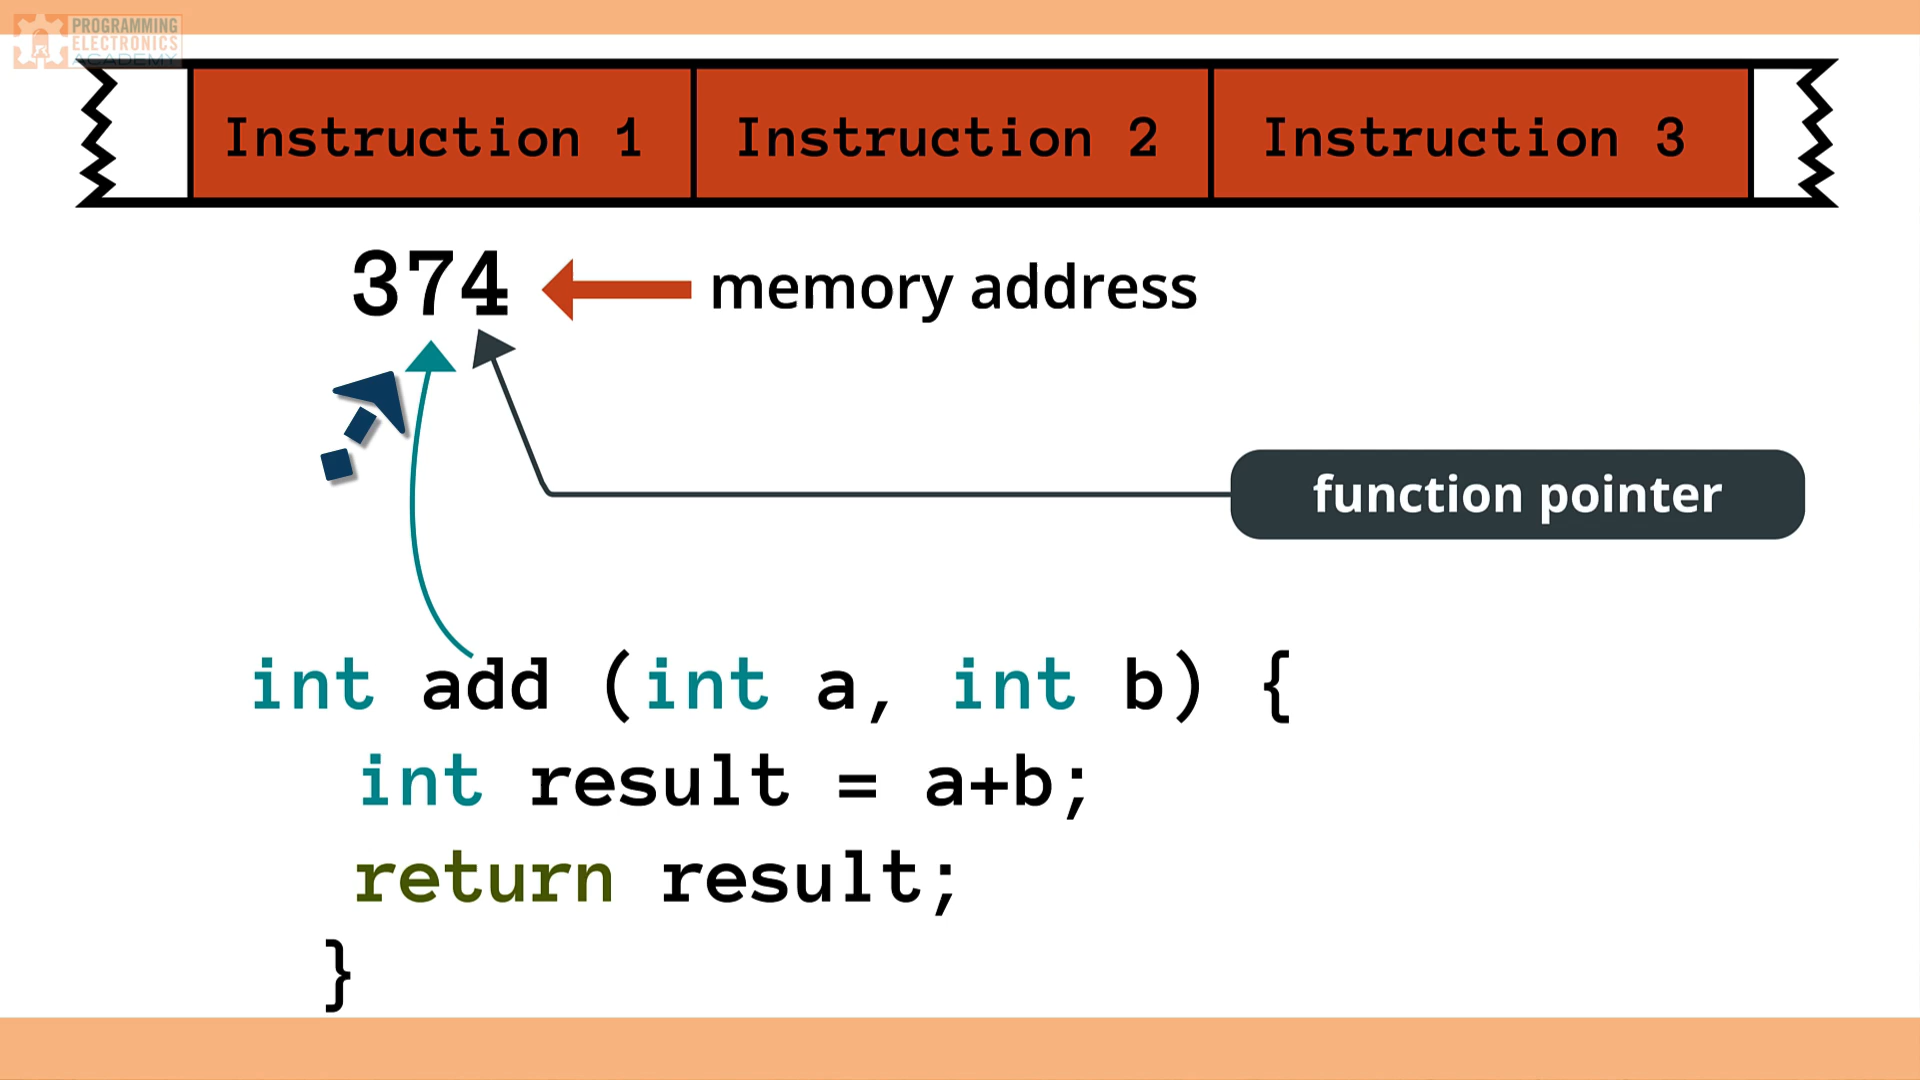 PROGRAMMING
ELECTRONICS
ACADEMY
Instruction 1 Instruction 2 Instruction 3
374 memory address
function pointer
int add (int a, int b) {
int result = a+b;
return result;
}